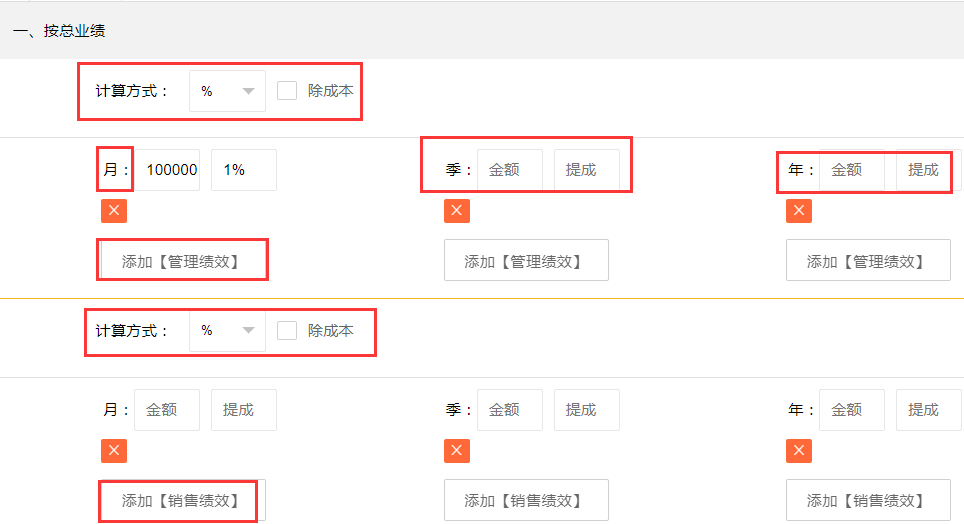 一、按总业绩
计算方式： % 除成本
月： 100000 1% 季： 金额 提成 年： 金额 提成
添加【管理绩效】 添加【管理绩效】 添加【管理绩效】
计算方式： % 除成本
月： 金额 提成 季： 金额 提成 年： 金额 提成
添加【销售绩效】 添加【销售绩效】 添加【销售绩效】